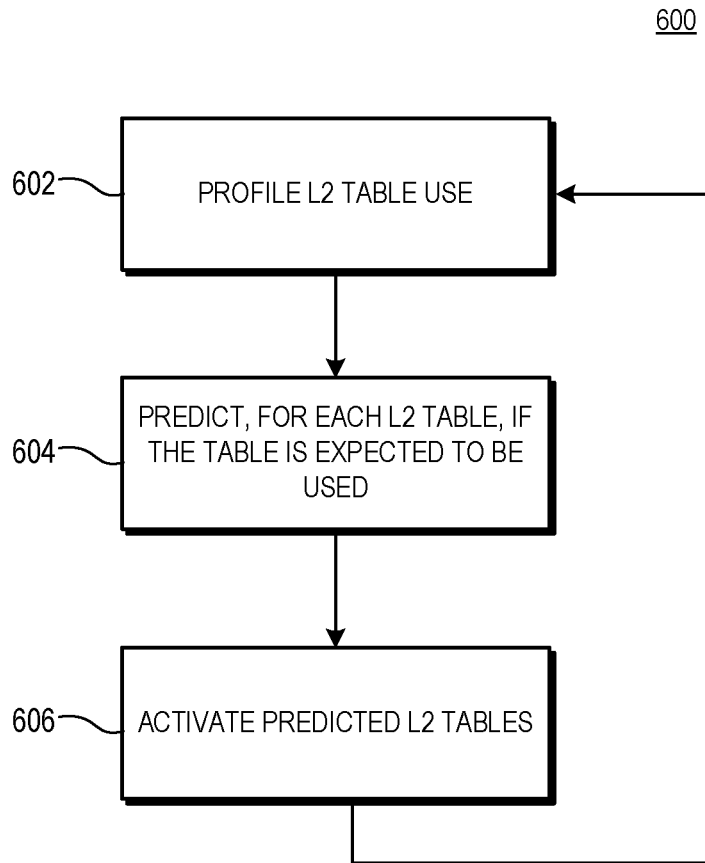 600
602
PROFILE L2 TABLE USE
604
PREDICT, FOR EACH L2 TABLE, IF
THE TABLE IS EXPECTED TO BE
USED
606
ACTIVATE PREDICTED L2 TABLES